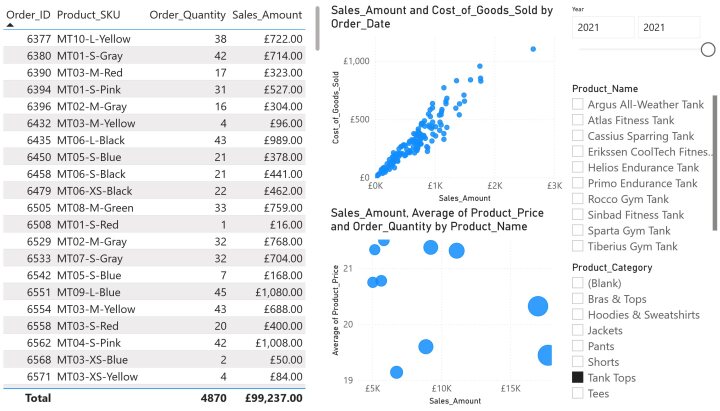 Order_ID Product_SKU Order_Quantity Sales_Amount
6377 MT10-L-Yellow 38 £722.00
6380 MT01-S-Gray 42 £714.00
6390 MT03-M-Red 17 £323.00
6394 MT01-S-Pink 31 £527.00
6396 MT02-M-Gray 16 £304.00
6432 MT03-M-Yellow 4 £96.00
6435 MT06-L-Black 43 £989.00
6450 MT05-S-Blue 21 £378.00
6458 MT06-S-Black 21 £441.00
6479 MT06-XS-Black 22 £462.00
6505 MT08-M-Green 33 £759.00
6508 MT01-S-Red 1 £16.00
6529 MT02-M-Gray 32 £768.00
6533 MT07-S-Gray 32 £704.00
6542 MT05-S-Blue 7 £168.00
6551 MT09-L-Blue 45 £1,080.00
6554 MT03-M-Yellow 43 £688.00
6558 MT03-S-Red 20 £400.00
6562 MT04-S-Pink 42 £1,008.00
6568 MT03-XS-Blue 2 £50.00
6571 MT03-XS-Yellow 4 £84.00
Total 4870 £99,237.00
Sales_Amount and Cost_of_Goods_Sold by
Order_Date
Cost_of_Goods_Sold
£1,000
£500
£0
£0K £1K £2K £3K
Sales_Amount
Sales_Amount, Average of Product_Price
and Order_Quantity by Product_Name
Average of Product_Price
21
20
19
£5K £10K £15K
Sales_Amount
Year
2021 2021
Product_Name
Argus All-Weather Tank
Atlas Fitness Tank
Cassius Sparring Tank
Erikssen CoolTech Fitnes...
Helios Endurance Tank
Primo Endurance Tank
Rocco Gym Tank
Sinbad Fitness Tank
Sparta Gym Tank
Tiberius Gym Tank
Product_Category
(Blank)
Bras & Tops
Hoodies & Sweatshirts
Jackets
Pants
Shorts
Tank Tops
Tees